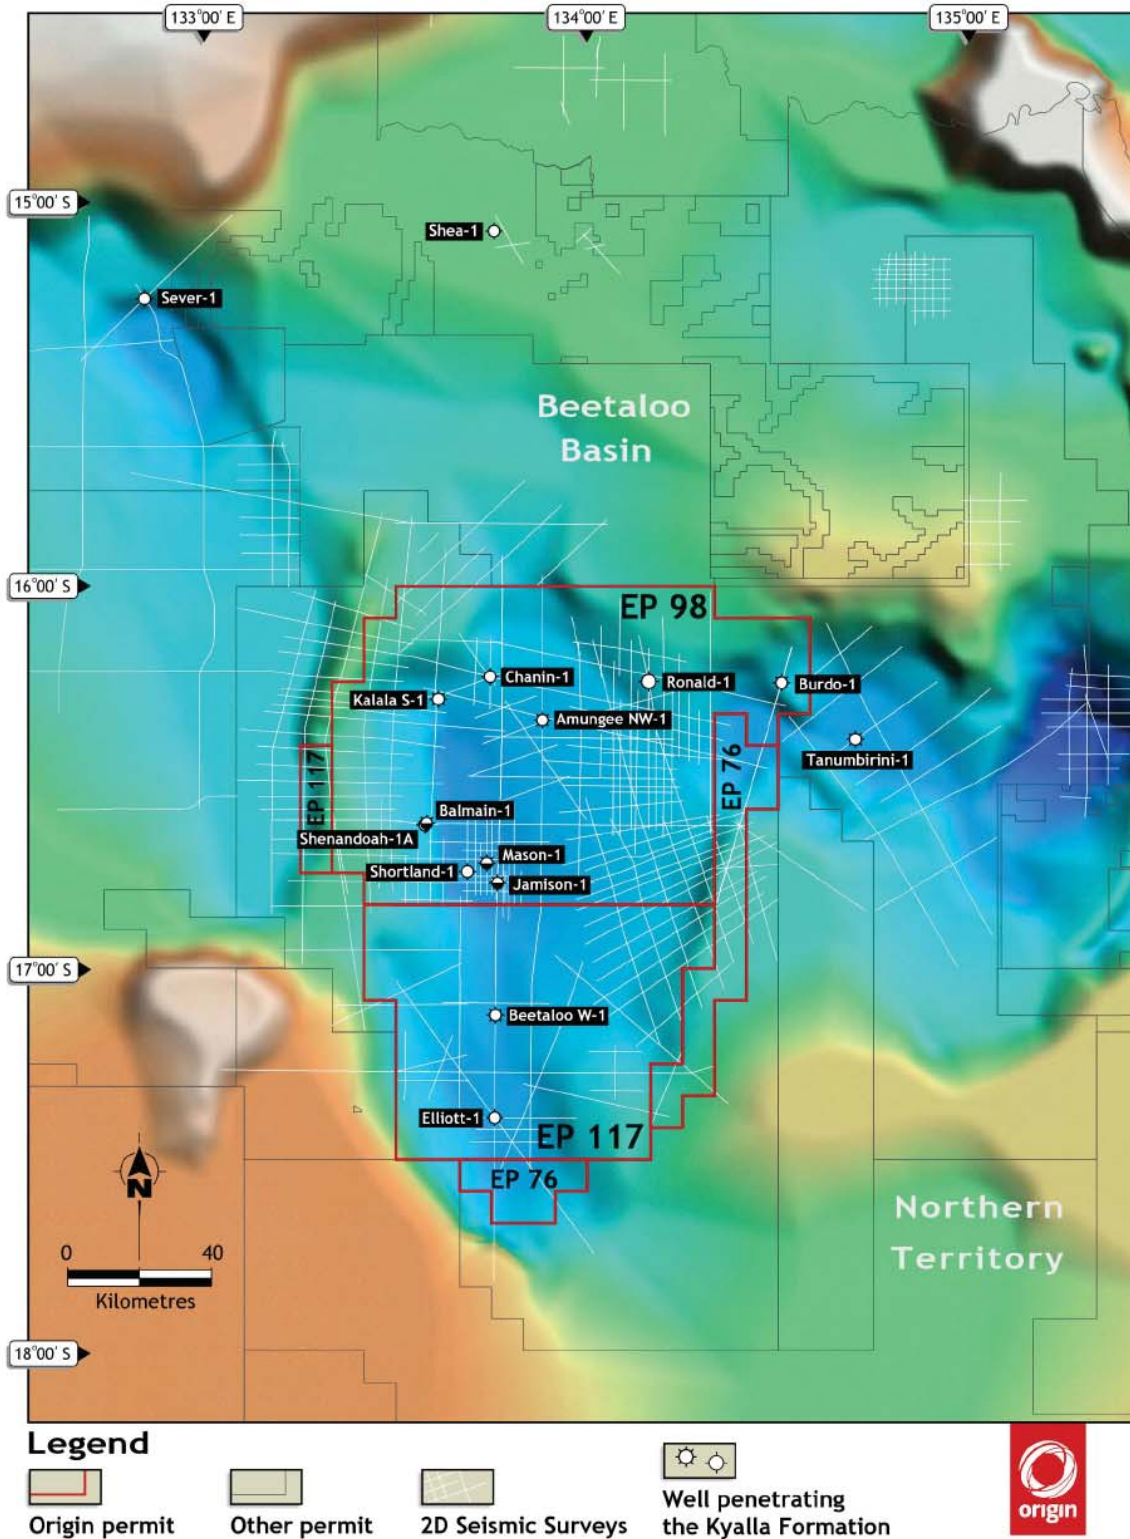 133°00' E
134°00' E
135°00' E
15°00' S
Shea-1
Sever-1
Beetaloo
Basin
16°00' S
EP 98
Chanin-1
Ronald-1
Burdo-1
Kalala S-1
Amungee NW-1
Tanumbirini-1
EP 117
EP 76
Balmain-1
Shenandoah-1A
Mason-1
Shortland-1
Jamison-1
17°00' S
Beetaloo W-1
Elliott-1
EP 117
EP 76
N
Northern
Territory
0 40
Kilometres
18°00' S
Legend
Origin permit
Other permit
2D Seismic Surveys
Well penetrating
the Kyalla Formation
origin